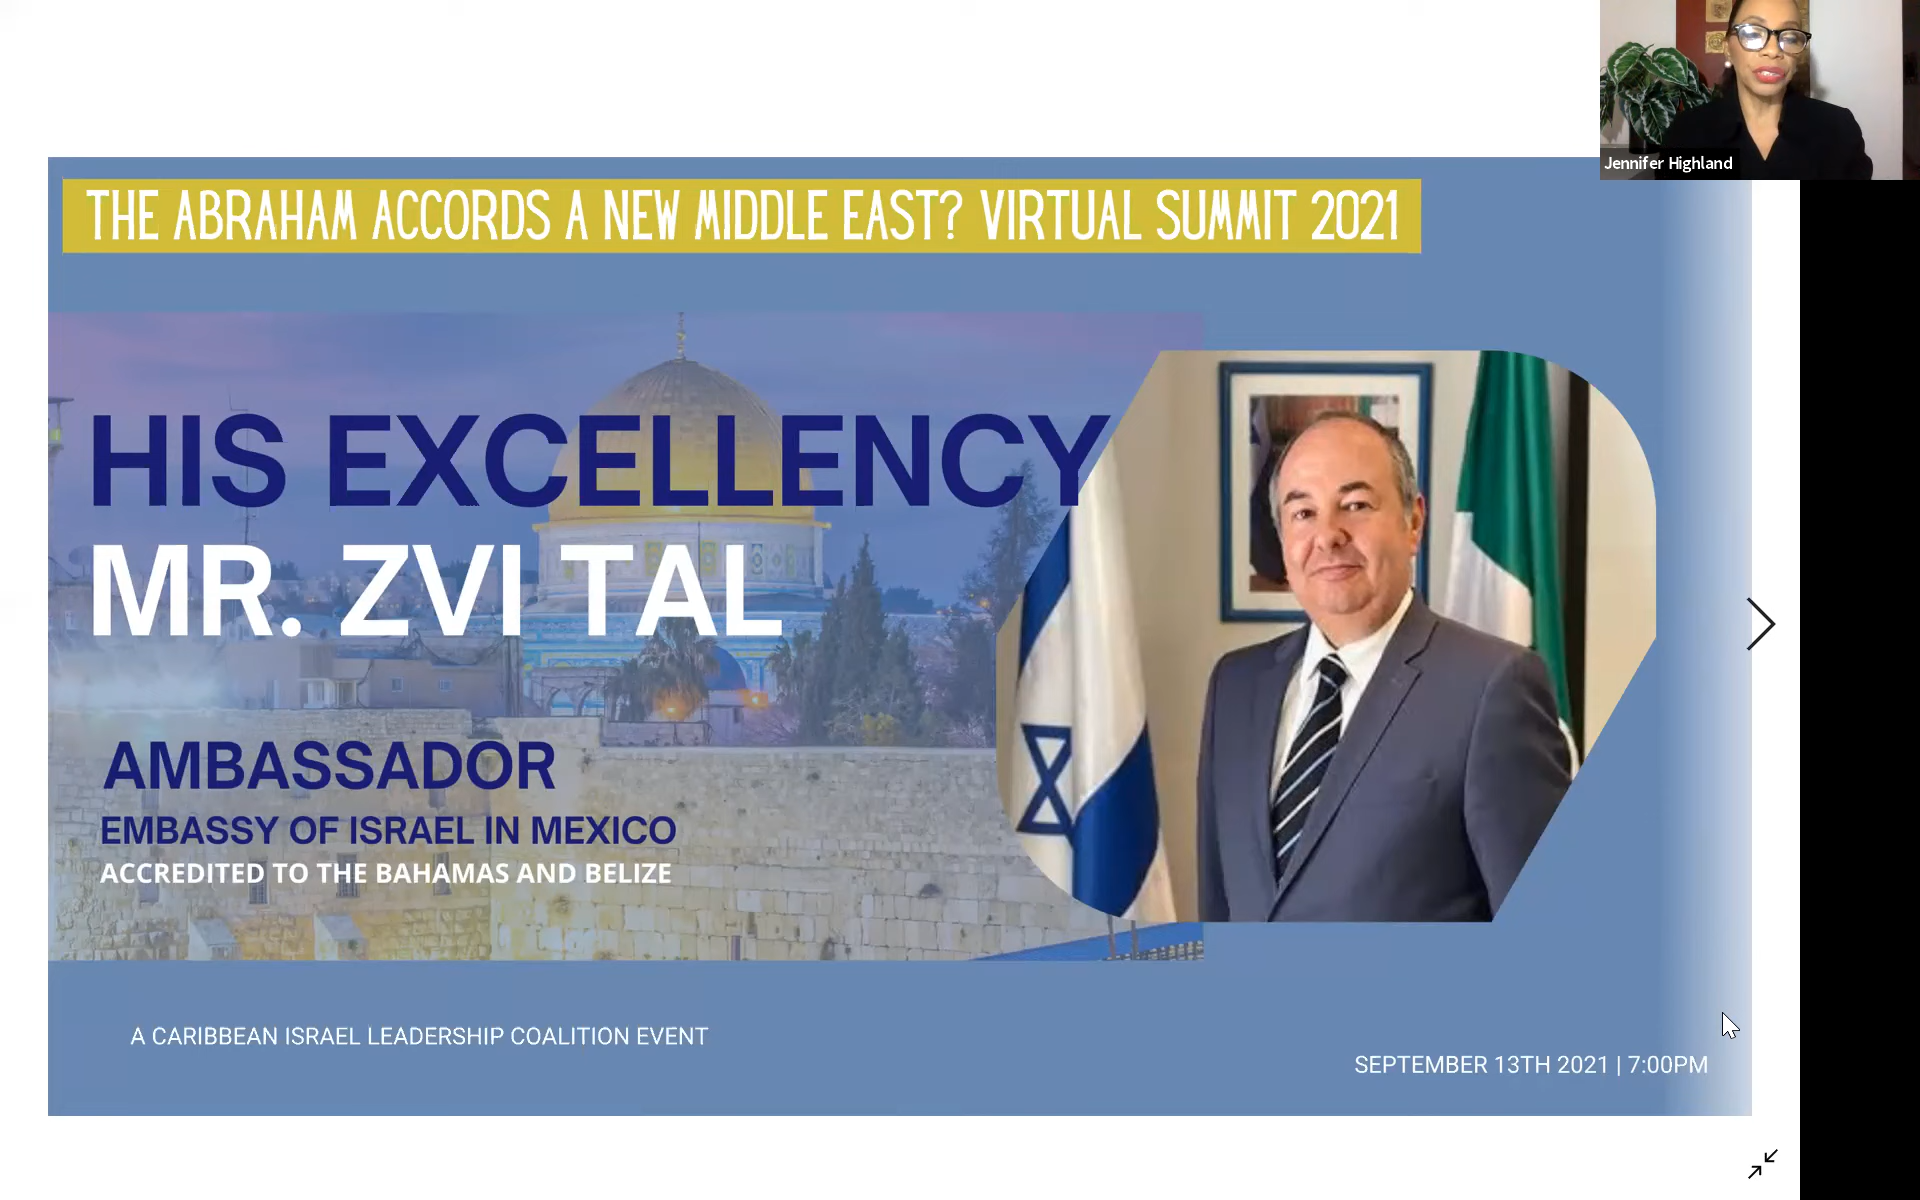 Jennifer Highland
THE ABRAHAM ACCORDS A NEW MIDDLE EAST? VIRTUAL SUMMIT 2021
HIS EXCELLENCY
MR. ZVI TAL
AMBASSADOR
EMBASSY OF ISRAEL IN MEXICO
ACCREDITED TO THE BAHAMAS AND BELIZE
A CARIBBEAN ISRAEL LEADERSHIP COALITION EVENT
SEPTEMBER 13TH 2021 | 7:00PM